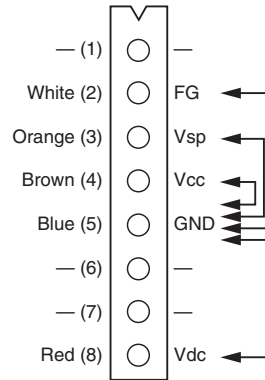 — (1) —
White (2) FG
Orange (3) Vsp
Brown (4) Vcc
Blue (5) GND
— (6) —
— (7) —
Red (8) Vdc